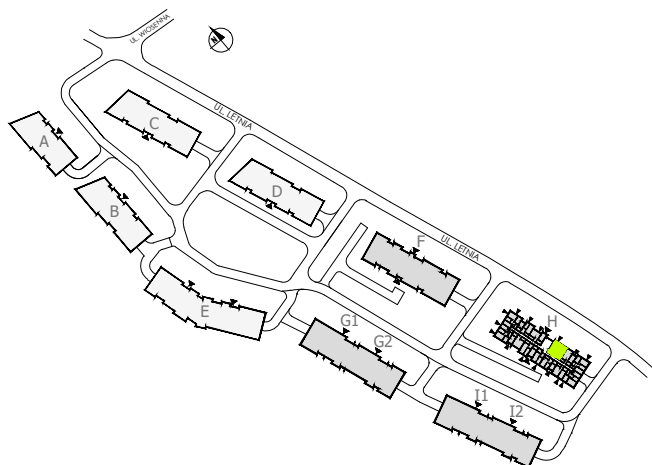 UL. WIOSENNA
N
UL. LETNIA
C
A
D
B
UL. LETNIA
F
E
H
G1
G2
I1
I2